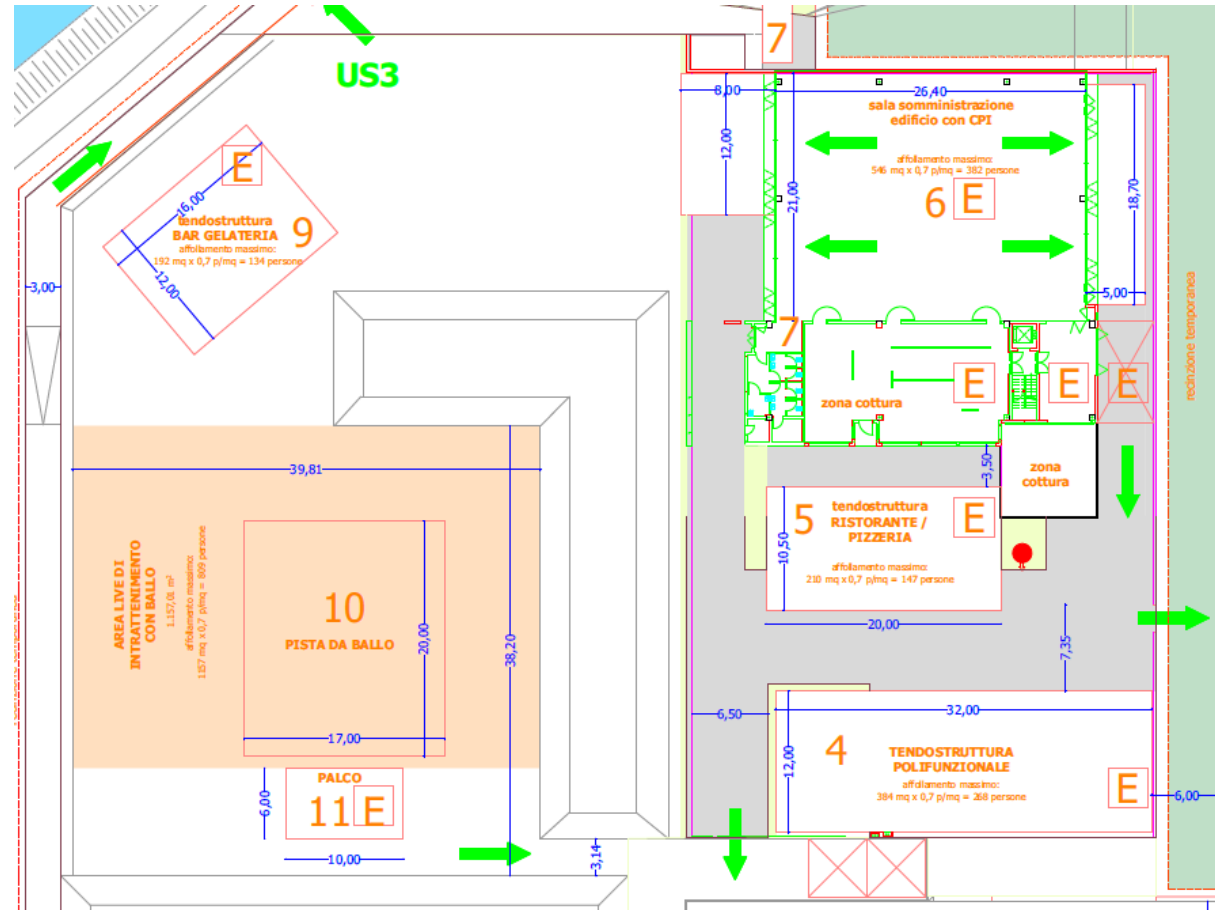 7
US3
8,00
26,40
sala somministrazione
edificio con CPI
affollamento massimo:
546 mq x 0,7 p/mq = 382 persone
6
E
12,00
21,00
18,70
5,00
E
16,00
tendostruttura
BAR GELATERIA
9
affollamento massimo:
192 mq x 0,7 p/mq = 134 persone
12,00
3,00
recinzione temporanea
7
E
E
E
zona cottura
zona
cottura
3,50
39,81
5
tendostruttura
RISTORANTE /
PIZZERIA
E
affollamento massimo:
210 mq x 0,7 p/mq = 147 persone
10,50
20,00
AREA LIVE DI
INTRATTENIMENTO
CON BALLO
1.157,01 m²
affollamento massimo:
1157 mq x 0,7 p/mq = 809 persone
10
PISTA DA BALLO
20,00
17,00
38,20
7,35
6,50
32,00
4
TENDOSTRUTTURA
POLIFUNZIONALE
affollamento massimo:
384 mq x 0,7 p/mq = 268 persone
12,00
E
6,00
PALCO
11
E
6,00
10,00
3,14